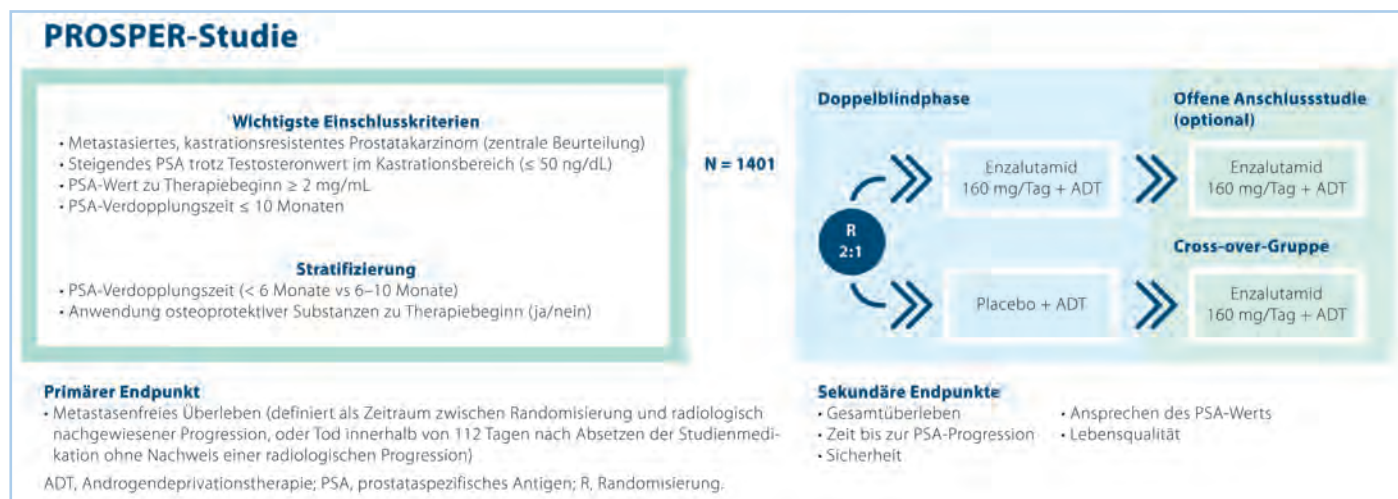 PROSPER-Studie
Wichtigste Einschlusskriterien
• Metastasiertes, kastrationsresistentes Prostatakarzinom (zentrale Beurteilung)
• Steigendes PSA trotz Testosteronwert im Kastrationsbereich (≤ 50 ng/dL)
• PSA-Wert zu Therapiebeginn ≥ 2 mg/mL
• PSA-Verdopplungszeit ≤ 10 Monaten
Stratifizierung
• PSA-Verdopplungszeit (< 6 Monate vs 6–10 Monate)
• Anwendung osteoprotektiver Substanzen zu Therapiebeginn (ja/nein)
N = 1401
R
2:1
Doppelblindphase
Enzalutamid
160 mg/Tag + ADT
Placebo + ADT
Offene Anschlussstudie
(optional)
Enzalutamid
160 mg/Tag + ADT
Cross-over-Gruppe
Enzalutamid
160 mg/Tag + ADT
Primärer Endpunkt
• Metastasenfreies Überleben (definiert als Zeitraum zwischen Randomisierung und radiologisch
nachgewiesener Progression, oder Tod innerhalb von 112 Tagen nach Absetzen der Studienmedi-
kation ohne Nachweis einer radiologischen Progression)
Sekundäre Endpunkte
• Gesamtüberleben
• Zeit bis zur PSA-Progression
• Sicherheit
• Ansprechen des PSA-Werts
• Lebensqualität
ADT, Androgendeprivationstherapie; PSA, prostataspezifisches Antigen; R, Randomisierung.